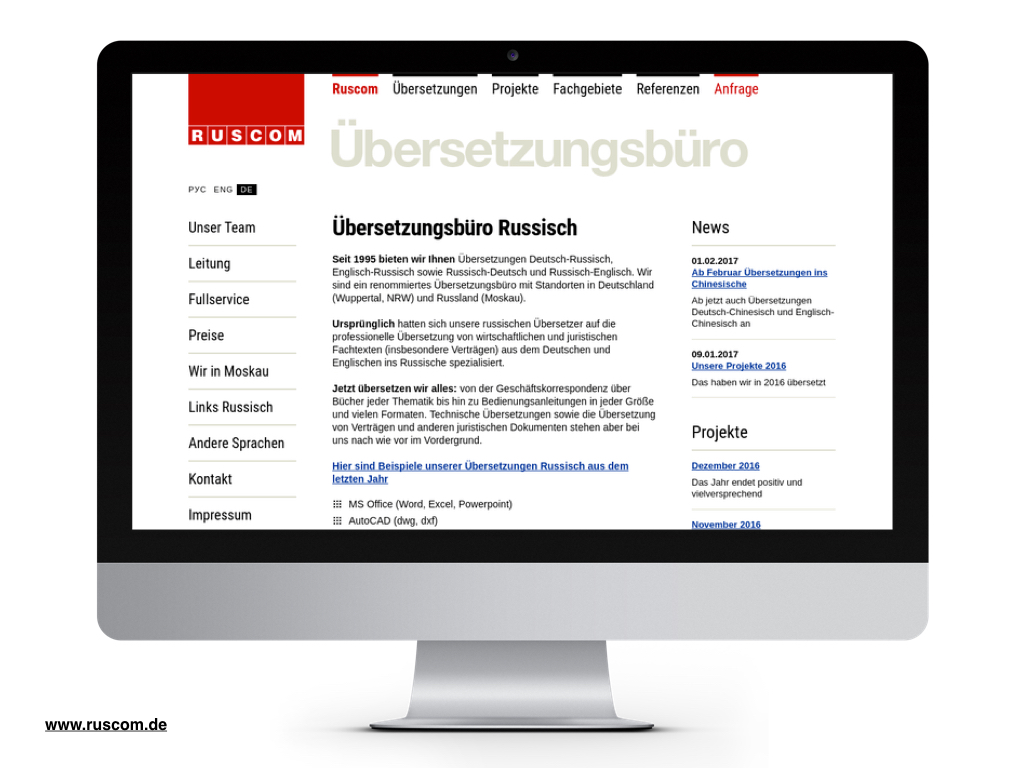 RUSCOM
Ruscom Übersetzungen Projekte Fachgebiete Referenzen Anfrage
Übersetzungsbüro
РУС ENG DE
Unser Team
Leitung
Fullservice
Preise
Wir in Moskau
Links Russisch
Andere Sprachen
Kontakt
Impressum
Übersetzungsbüro Russisch
Seit 1995 bieten wir Ihnen Übersetzungen Deutsch-Russisch,
Englisch-Russisch sowie Russisch-Deutsch und Russisch-Englisch. Wir
sind ein renommiertes Übersetzungsbüro mit Standorten in Deutschland
(Wuppertal, NRW) und Russland (Moskau).
Ursprünglich hatten sich unsere russischen Übersetzer auf die
professionelle Übersetzung von wirtschaftlichen und juristischen
Fachtexten (insbesondere Verträgen) aus dem Deutschen und
Englischen ins Russische spezialisiert.
Jetzt übersetzen wir alles: von der Geschäftskorrespondenz über
Bücher jeder Thematik bis hin zu Bedienungsanleitungen in jeder Größe
und vielen Formaten. Technische Übersetzungen sowie die Übersetzung
von Verträgen und anderen juristischen Dokumenten stehen aber bei
uns nach wie vor im Vordergrund.
Hier sind Beispiele unserer Übersetzungen Russisch aus dem
letzten Jahr
MS Office (Word, Excel, Powerpoint)
AutoCAD (dwg, dxf)
News
01.02.2017
Ab Februar Übersetzungen ins
Chinesische
Ab jetzt auch Übersetzungen
Deutsch-Chinesisch und Englisch-
Chinesisch an
09.01.2017
Unsere Projekte 2016
Das haben wir in 2016 übersetzt
Projekte
Dezember 2016
Das Jahr endet positiv und
vielversprechend
November 2016
www.ruscom.de